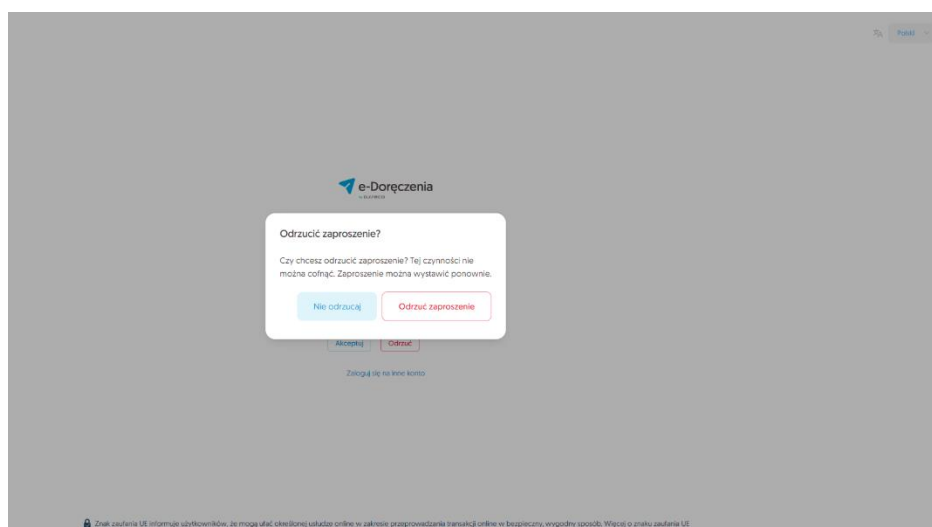 Polski
e-Doręczenia
Odrzucić zaproszenie?
Czy chcesz odrzucić zaproszenie? Tej czynności nie
można cofnąć. Zaproszenie można wystawić ponownie.
Nie odrzucaj
Odrzuć zaproszenie
Akceptuj
Odrzuć
Zaloguj się na inne konto
Znak zaufania UE informuje użytkowników, że mogą ufać określonej usłudze online w zakresie przeprowadzania transakcji online w bezpieczny, wygodny sposób. Więcej o znaku zaufania UE